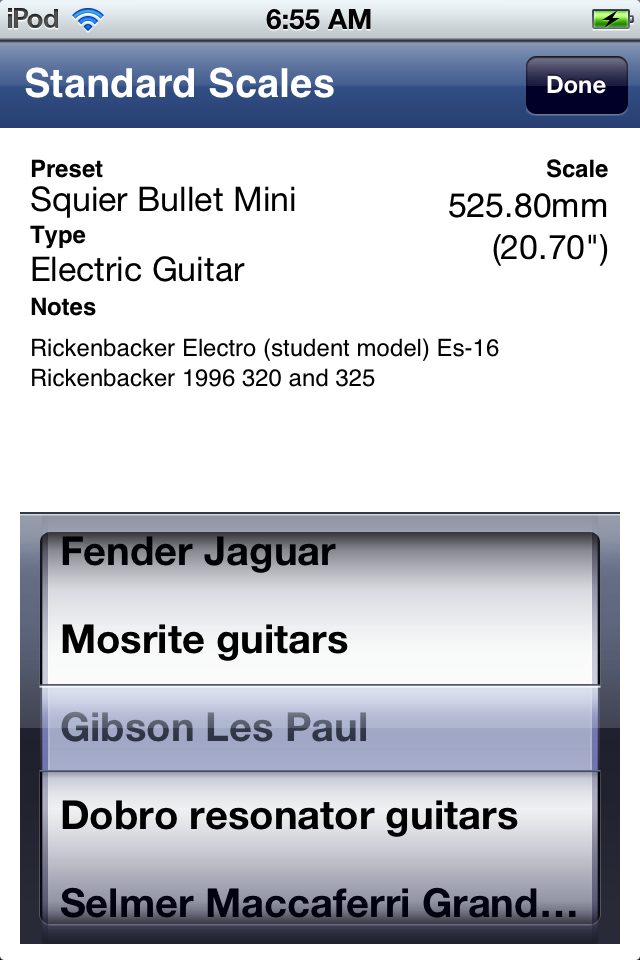 iPod 6:55 AM
Standard Scales Done
Preset Scale
Squier Bullet Mini 525.80mm
Type (20.70")
Electric Guitar
Notes
Rickenbacker Electro (student model) Es-16
Rickenbacker 1996 320 and 325
Fender Jaguar
Mosrite guitars
Gibson Les Paul
Dobro resonator guitars
Selmer Maccaferri Grand...